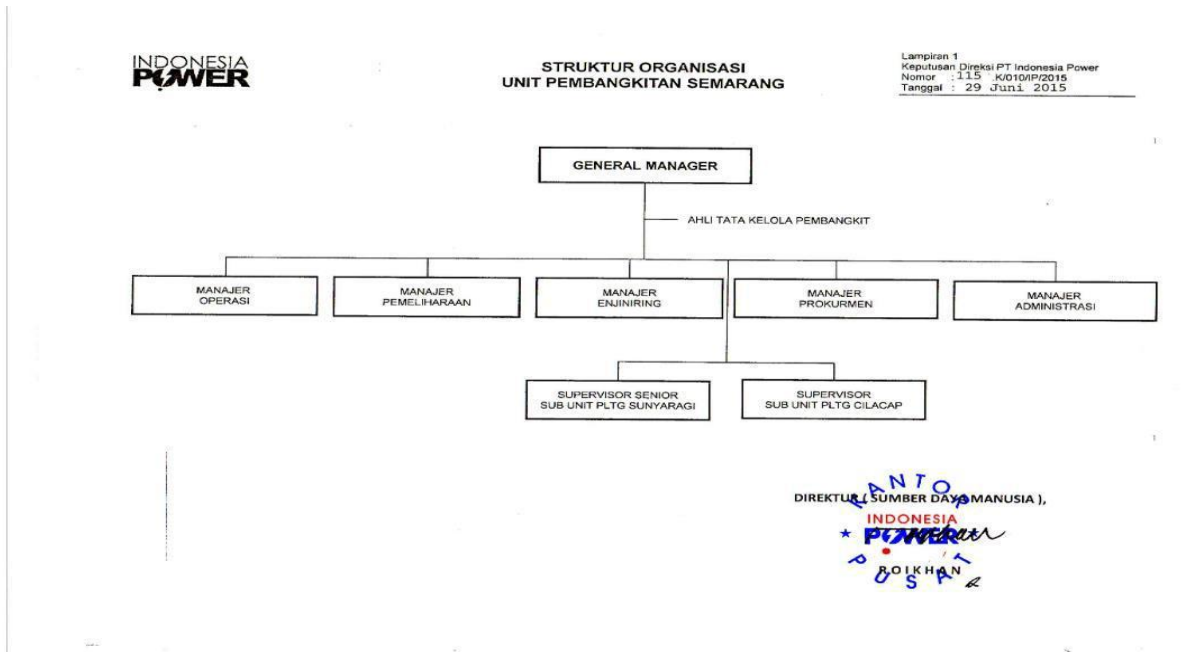 INDONESIA
POWER
STRUKTUR ORGANISASI
UNIT PEMBANGKITAN SEMARANG
Lampiran 1
Keputusan Direksi PT Indonesia Power
Nomor : 115 .K/010/IP/2015
Tanggal : 29 Juni 2015
GENERAL MANAGER
AHLI TATA KELOLA PEMBANGKIT
MANAJER
OPERASI
MANAJER
PEMELIHARAAN
MANAJER
ENJINIRING
MANAJER
PROKURMEN
MANAJER
ADMINISTRASI
SUPERVISOR SENIOR
SUB UNIT PLTG SUNYARAGI
SUPERVISOR
SUB UNIT PLTG CILACAP
DIREKTUR ( SUMBER DAYA MANUSIA ),
KANTOR
INDONESIA
POWER
PUSAT
ROIKHAN